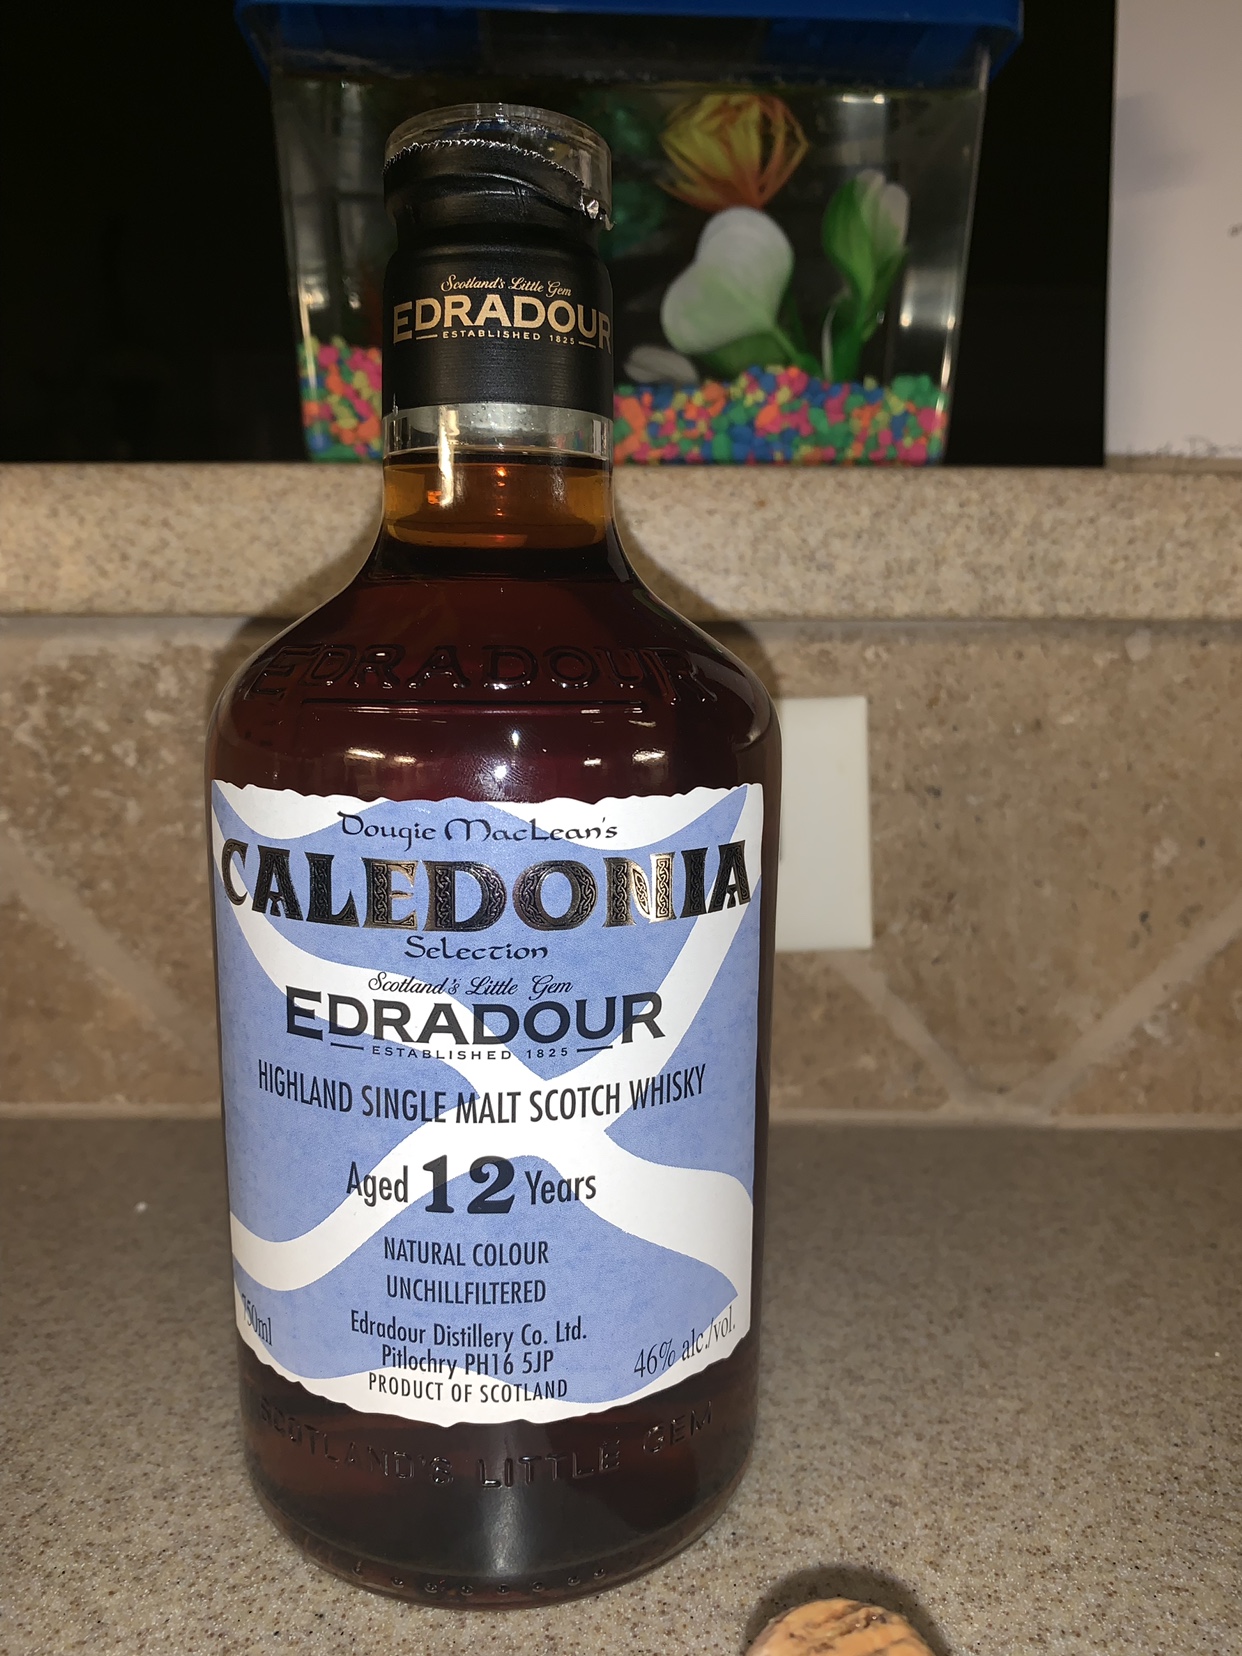 Scotland's Little Gem
EDRADOUR
ESTABLISHED 1825
EDRADOUR
Dougie MacLean's
CALEDONIA
Selection
Scotland's Little Gem
EDRADOUR
ESTABLISHED 1825
HIGHLAND SINGLE MALT SCOTCH WHISKY
Aged 12 Years
NATURAL COLOUR
UNCHILLFILTERED
750ml
Edradour Distillery Co. Ltd.
Pitlochry PH16 5JP
PRODUCT OF SCOTLAND
46% alc./vol.
SCOTLAND'S LITTLE GEM